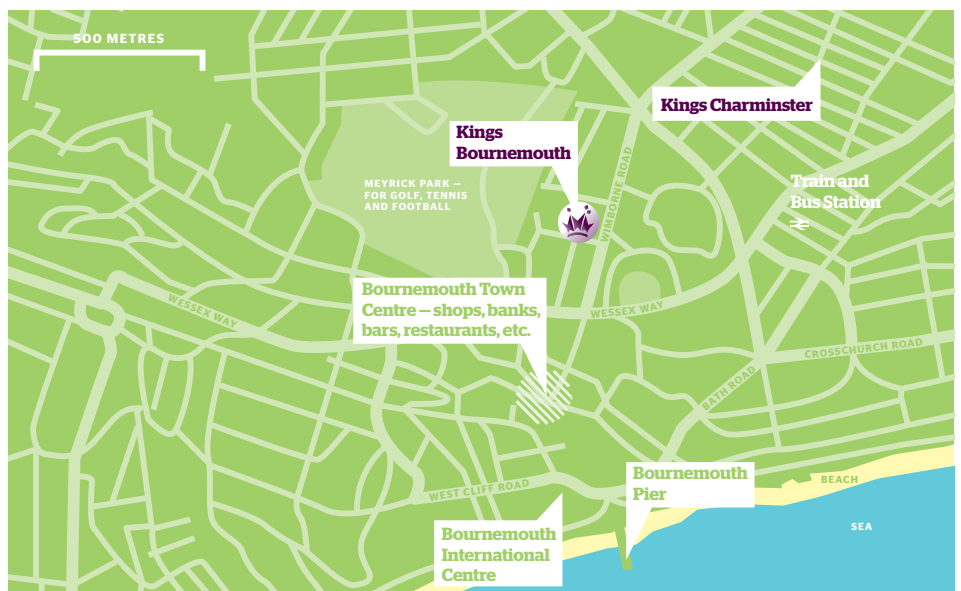 500 METRES
Kings Charminster
Kings
Bournemouth
WIMBORNE ROAD
Train and
Bus Station
MEYRICK PARK –
FOR GOLF, TENNIS
AND FOOTBALL
Bournemouth Town
Centre – shops, banks,
bars, restaurants, etc.
WESSEX WAY
WESSEX WAY
CROSSCHURCH ROAD
BATH ROAD
WEST CLIFF ROAD
Bournemouth
Pier
BEACH
SEA
Bournemouth
International
Centre